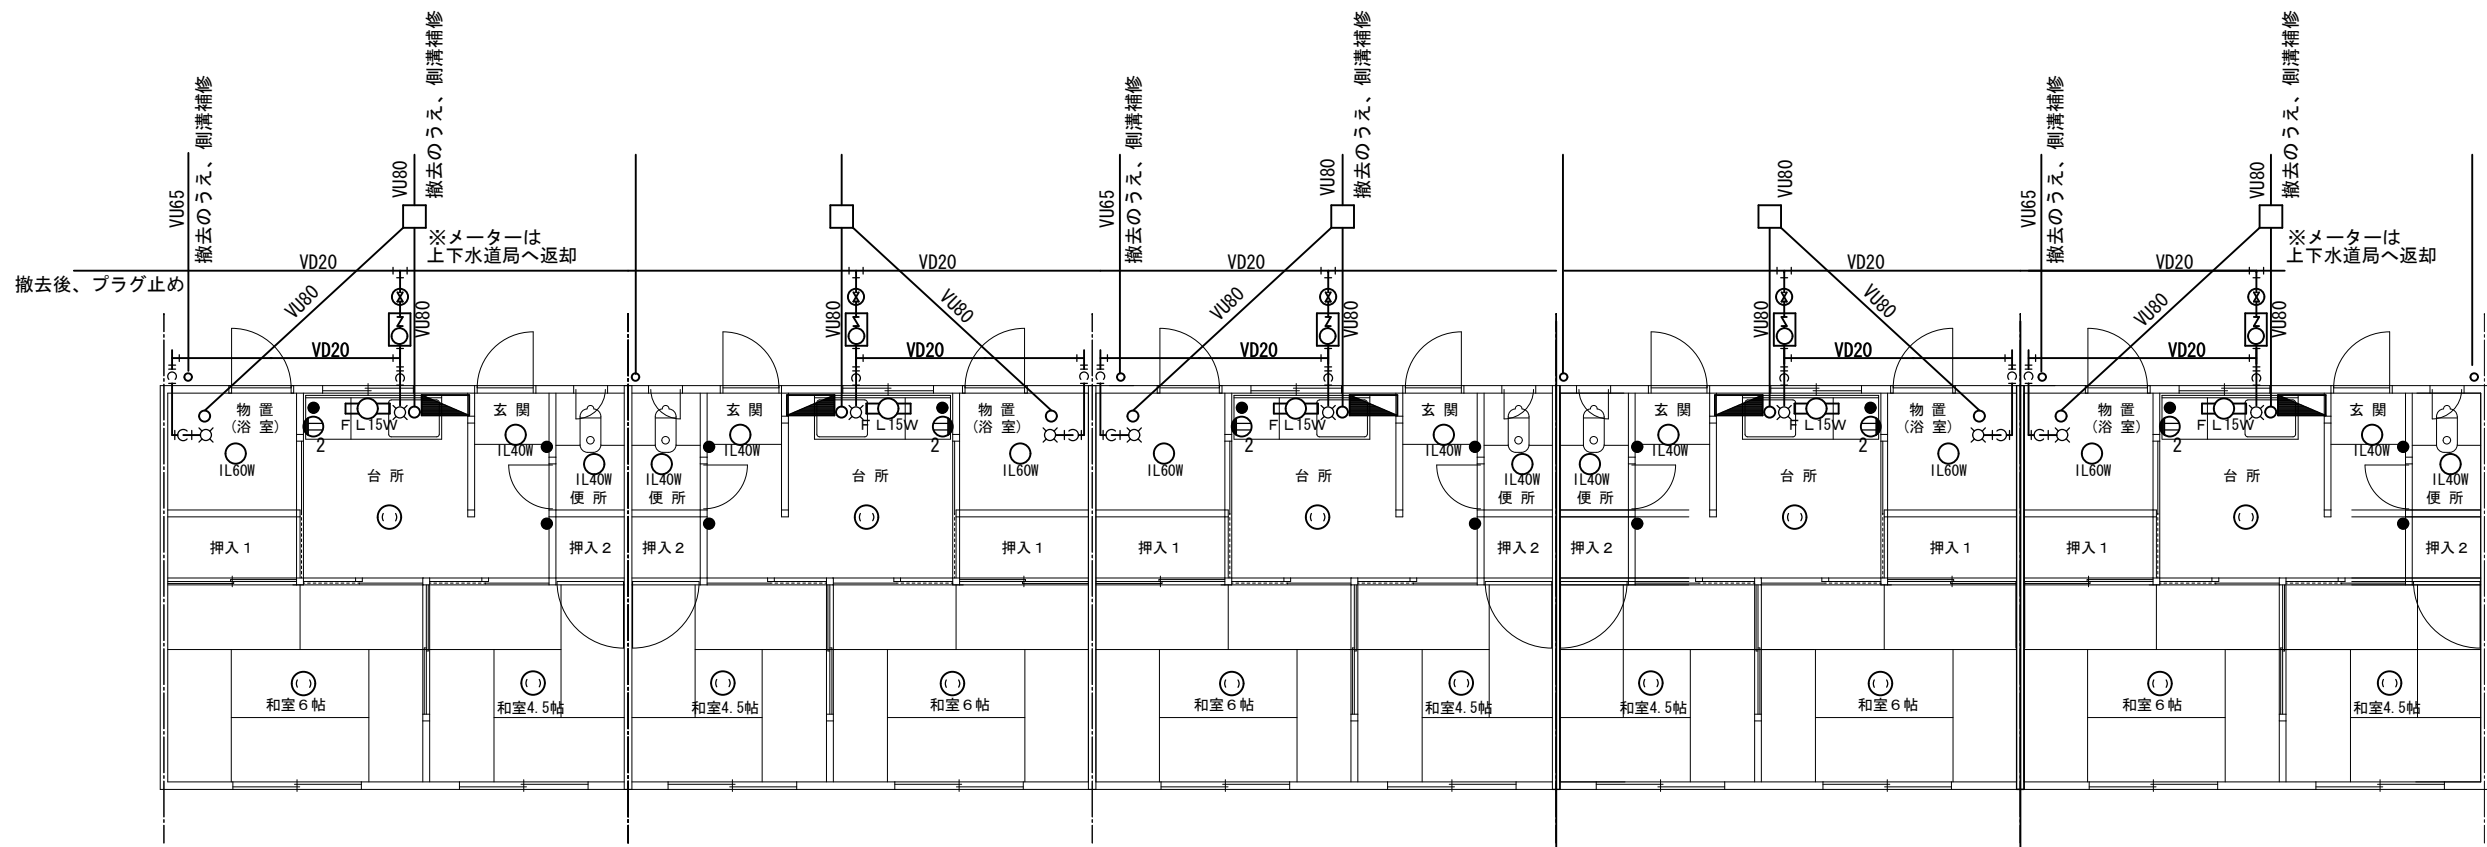 撤去のうえ、側溝補修
撤去のうえ、側溝補修
撤去のうえ、側溝補修
撤去のうえ、側溝補修
撤去のうえ、側溝補修
撤去のうえ、側溝補修
VU65
VU80
VU65
VU80
VU80
VU65
VU80
※メーターは
上下水道局へ返却
※メーターは
上下水道局へ返却
撤去後、プラグ止め
VD20
VD20
VD20
VD20
VD20
VU80
VU80
VU80
VU80
VU80
VU80
VU80
VU80
VU80
VU80
VD20
VD20
VD20
VD20
VD20
物 置
(浴 室)
FL15W
2
玄 関
玄 関
FL15W
2
物 置
(浴 室)
FL15W
2
玄 関
玄 関
FL15W
2
物 置
(浴 室)
物 置
(浴 室)
FL15W
2
玄 関
IL60W
台 所
IL40W
IL40W
便 所
IL40W
便 所
IL40W
台 所
IL60W
台 所
IL40W
IL40W
便 所
IL40W
便 所
IL40W
台 所
IL60W
IL60W
台 所
IL40W
便 所
押入1
押入2
押入2
押入1
押入1
押入2
押入2
押入1
押入1
押入2
和室6帖
和室4.5帖
和室4.5帖
和室6帖
和室6帖
和室4.5帖
和室4.5帖
和室6帖
和室6帖
和室4.5帖